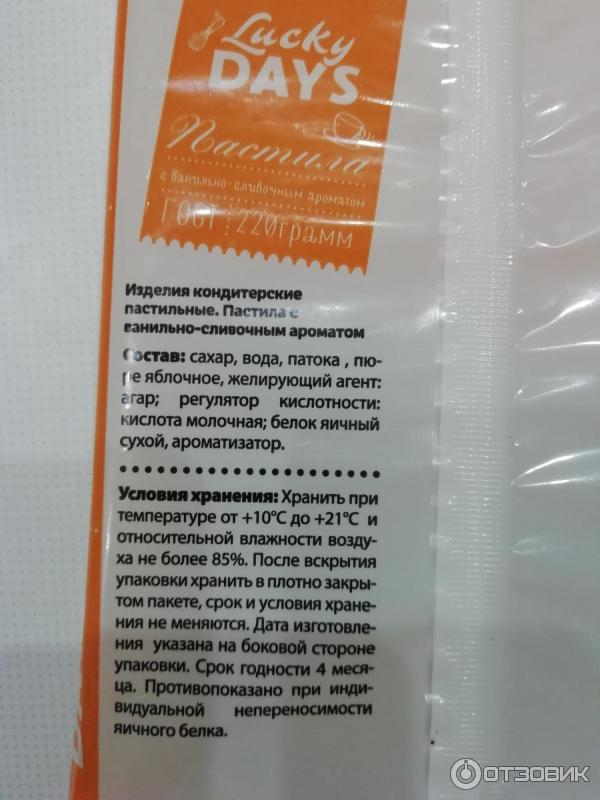 Lucky
DAYS
Пастила
с ванильно-сливочным ароматом
ГОСТ : 220грамм
Изделия кондитерские
пастильные. Пастила с
ванильно-сливочным ароматом
Состав: сахар, вода, патока , пю-
ре яблочное, желирующий агент:
агар; регулятор кислотности:
кислота молочная; белок яичный
сухой, ароматизатор.
Условия хранения: Хранить при
температуре от +10°C до +21°C и
относительной влажности возду-
ха не более 85%. После вскрытия
упаковки хранить в плотно закры-
том пакете, срок и условия хране-
ния не меняются. Дата изготовле-
ния указана на боковой стороне
упаковки. Срок годности 4 меся-
ца. Противопоказано при инди-
видуальной непереносимости
яичного белка.
ОТЗОВИК